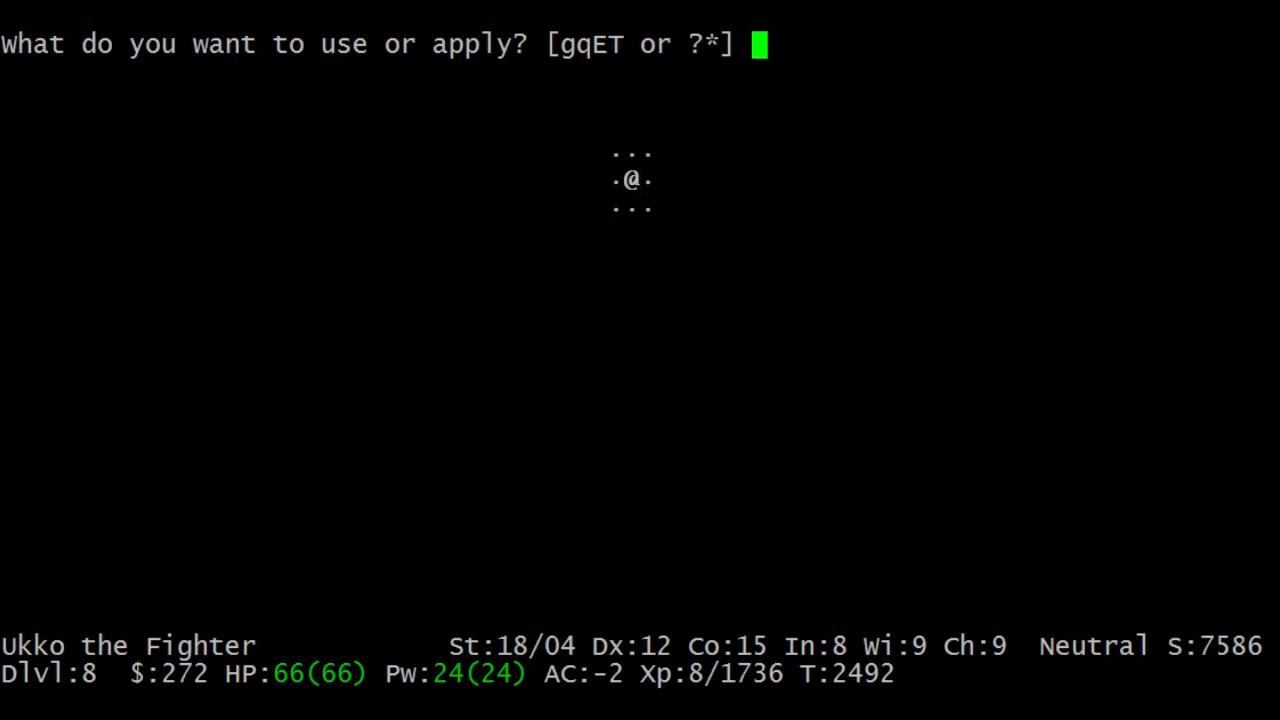 What do you want to use or apply? [gqET or ?*]
...
.@.
...
Ukko the Fighter St:18/04 Dx:12 Co:15 In:8 Wi:9 Ch:9 Neutral S:7586
Dlvl:8 $:272 HP:66(66) Pw:24(24) AC:-2 Xp:8/1736 T:2492